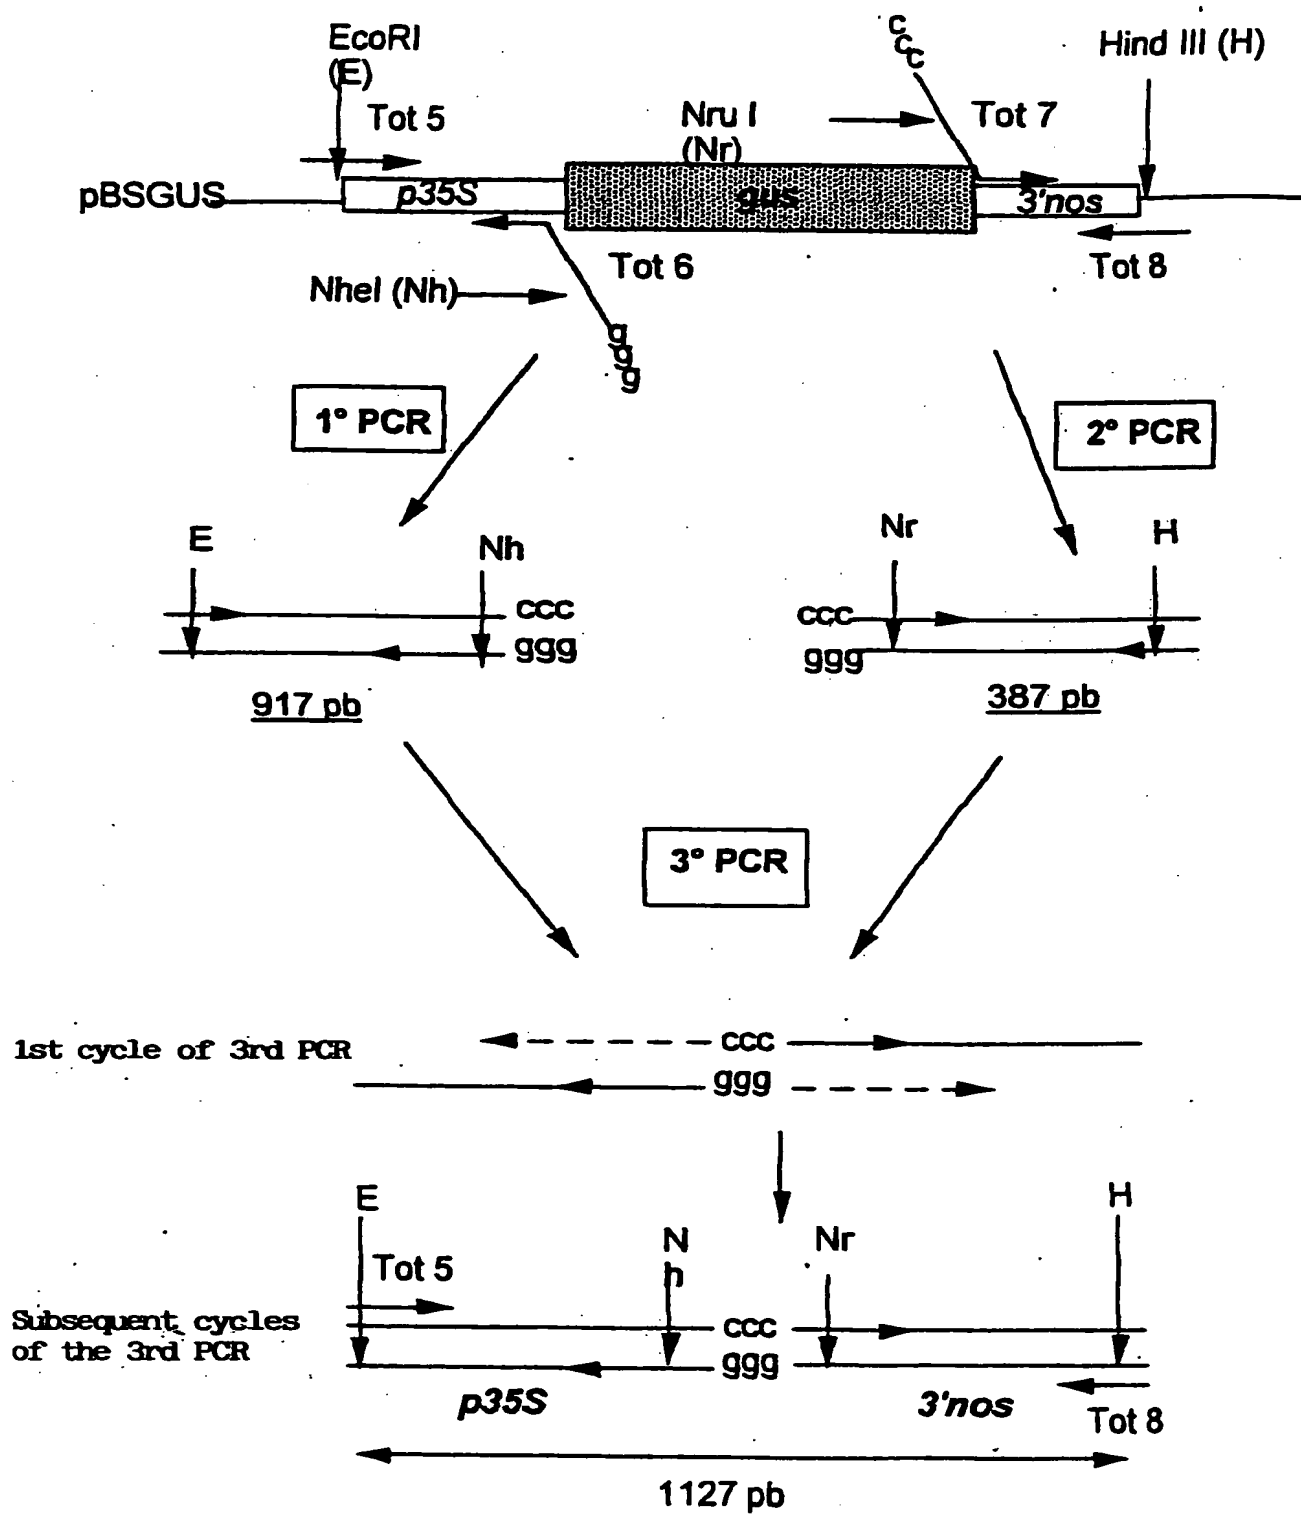 EcoRI
(E)
c
c
c
Hind III (H)
Tot 5
Nru I
(Nr)
Tot 7
pBSGUS
p35S
gus
3'nos
Tot 6
Tot 8
NheI (Nh)
g
g
g
1° PCR
2° PCR
E
Nh
Nr
H
ccc
ggg
ccc
ggg
917 pb
387 pb
3° PCR
1st cycle of 3rd PCR
ccc
ggg
E
H
N
h
Nr
Tot 5
Subsequent cycles
of the 3rd PCR
ccc
ggg
p35S
3'nos
Tot 8
1127 pb